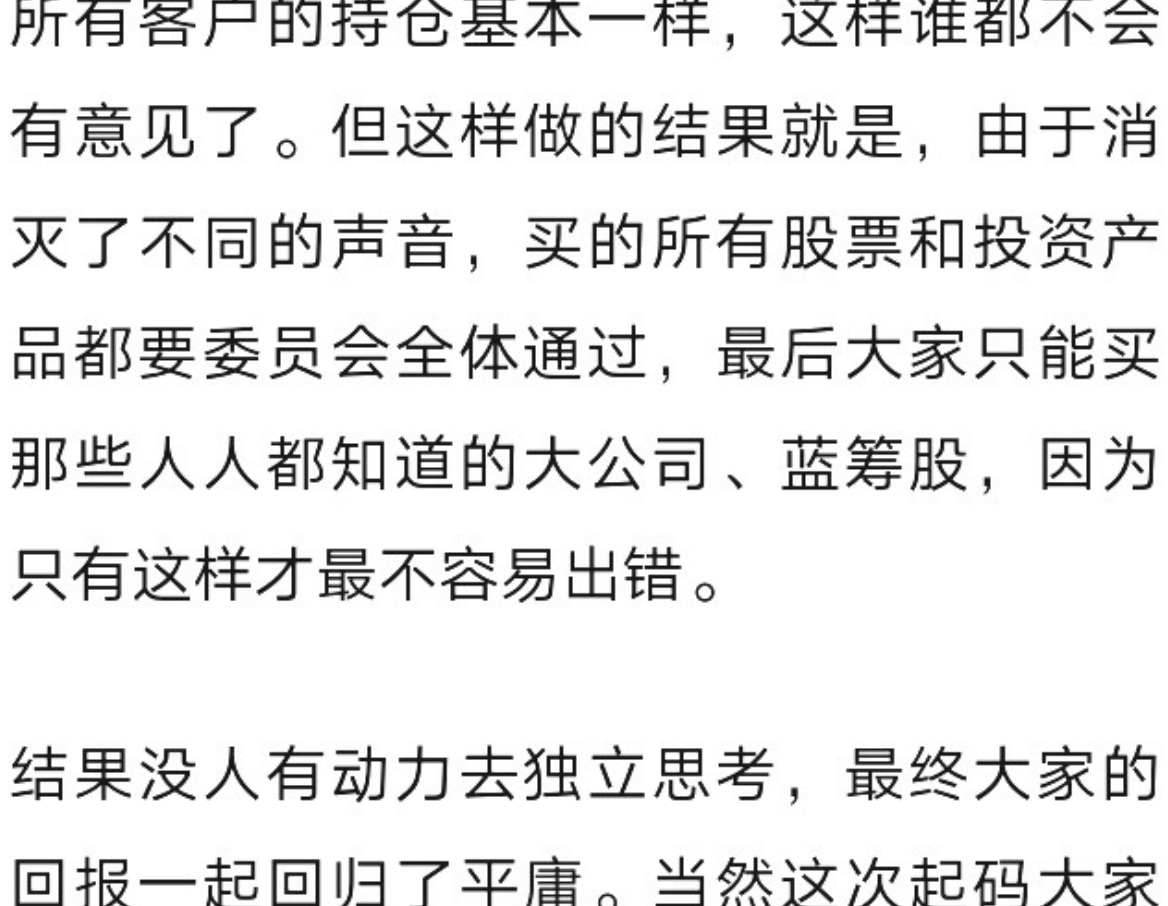 所有客户的持仓基本一样，这样谁都不会
有意见了。但这样做的结果就是，由于消
灭了不同的声音，买的所有股票和投资产
品都要委员会全体通过，最后大家只能买
那些人人都知道的大公司、蓝筹股，因为
只有这样才最不容易出错。
结果没人有动力去独立思考，最终大家的
回报一起回归了平庸。当然这次起码大家